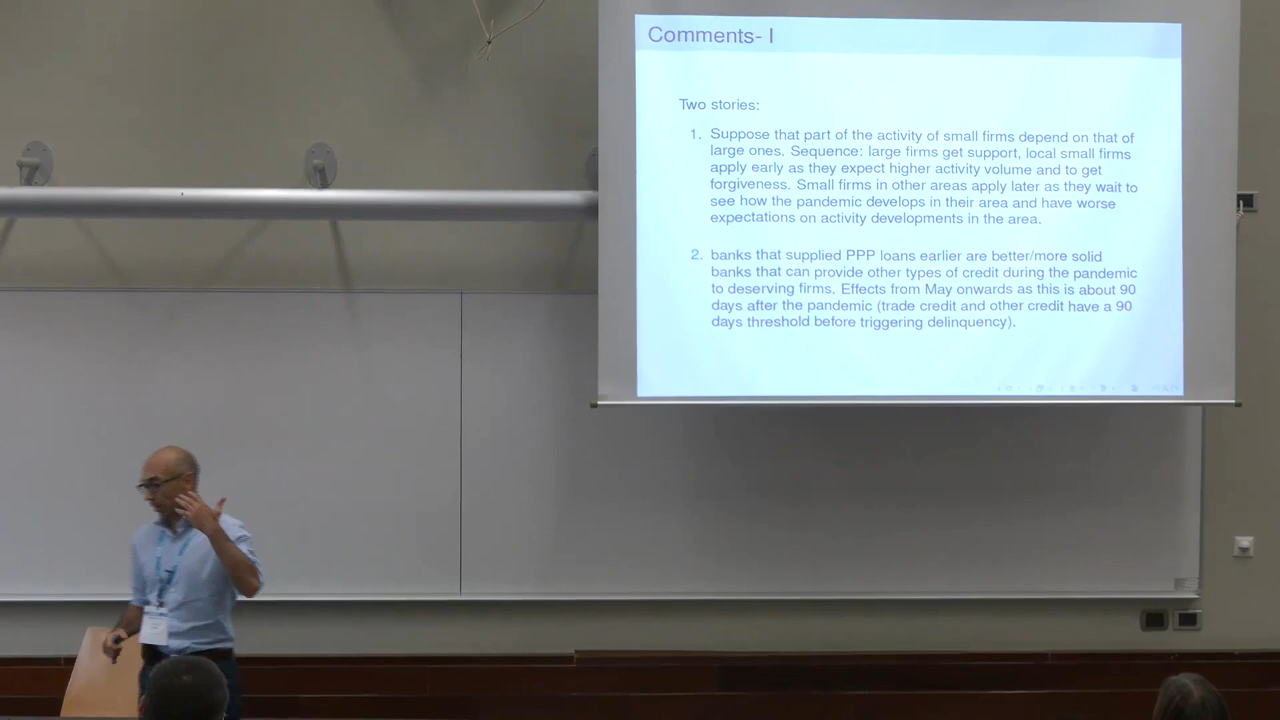 Comments- I
Two stories:
1. Suppose that part of the activity of small firms depend on that of
large ones. Sequence: large firms get support, local small firms
apply early as they expect higher activity volume and to get
forgiveness. Small firms in other areas apply later as they wait to
see how the pandemic develops in their area and have worse
expectations on activity developments in the area.
2. banks that supplied PPP loans earlier are better/more solid
banks that can provide other types of credit during the pandemic
to deserving firms. Effects from May onwards as this is about 90
days after the pandemic (trade credit and other credit have a 90
days threshold before triggering delinquency).